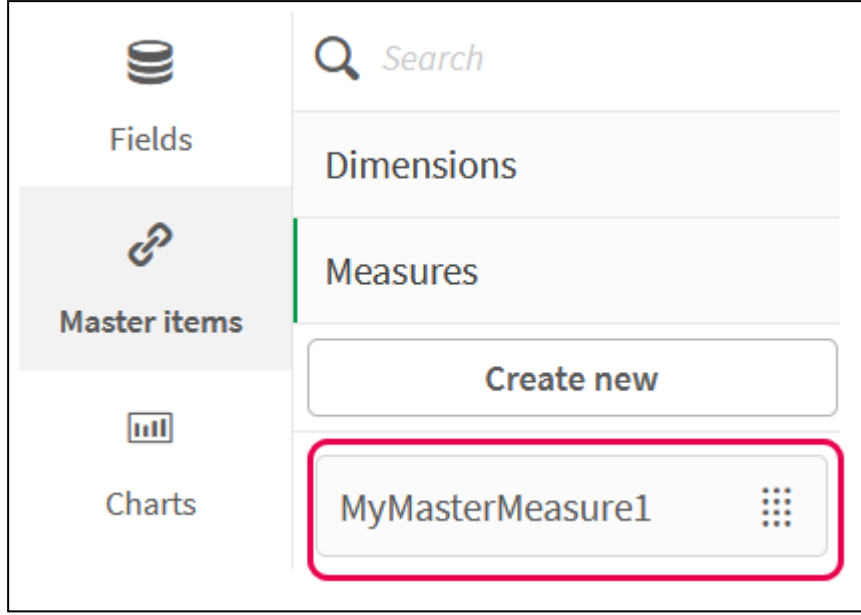 Search
Fields
Dimensions
Measures
Master items
Create new
Charts
MyMasterMeasure1